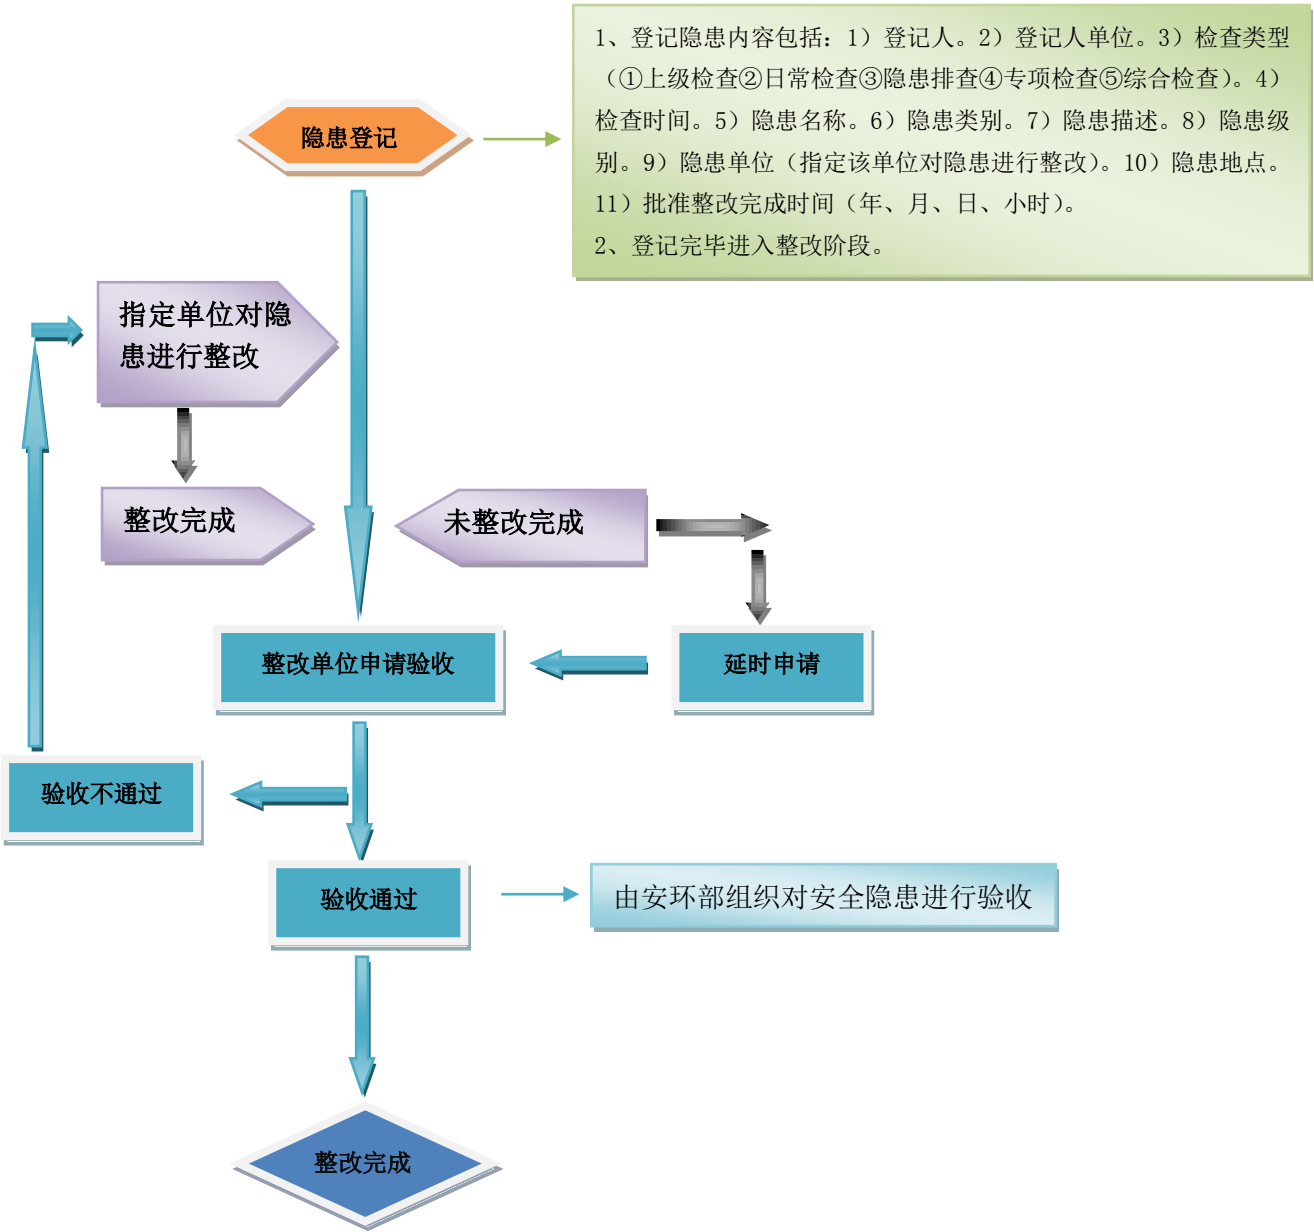 1、登记隐患内容包括：1）登记人。2）登记人单位。3）检查类型
（①上级检查②日常检查③隐患排查④专项检查⑤综合检查）。4）
检查时间。5）隐患名称。6）隐患类别。7）隐患描述。8）隐患级
别。9）隐患单位（指定该单位对隐患进行整改）。10）隐患地点。
11）批准整改完成时间（年、月、日、小时）。
2、登记完毕进入整改阶段。
隐患登记
指定单位对隐
患进行整改
整改完成
未整改完成
整改单位申请验收
延时申请
验收不通过
验收通过
由安环部组织对安全隐患进行验收
整改完成